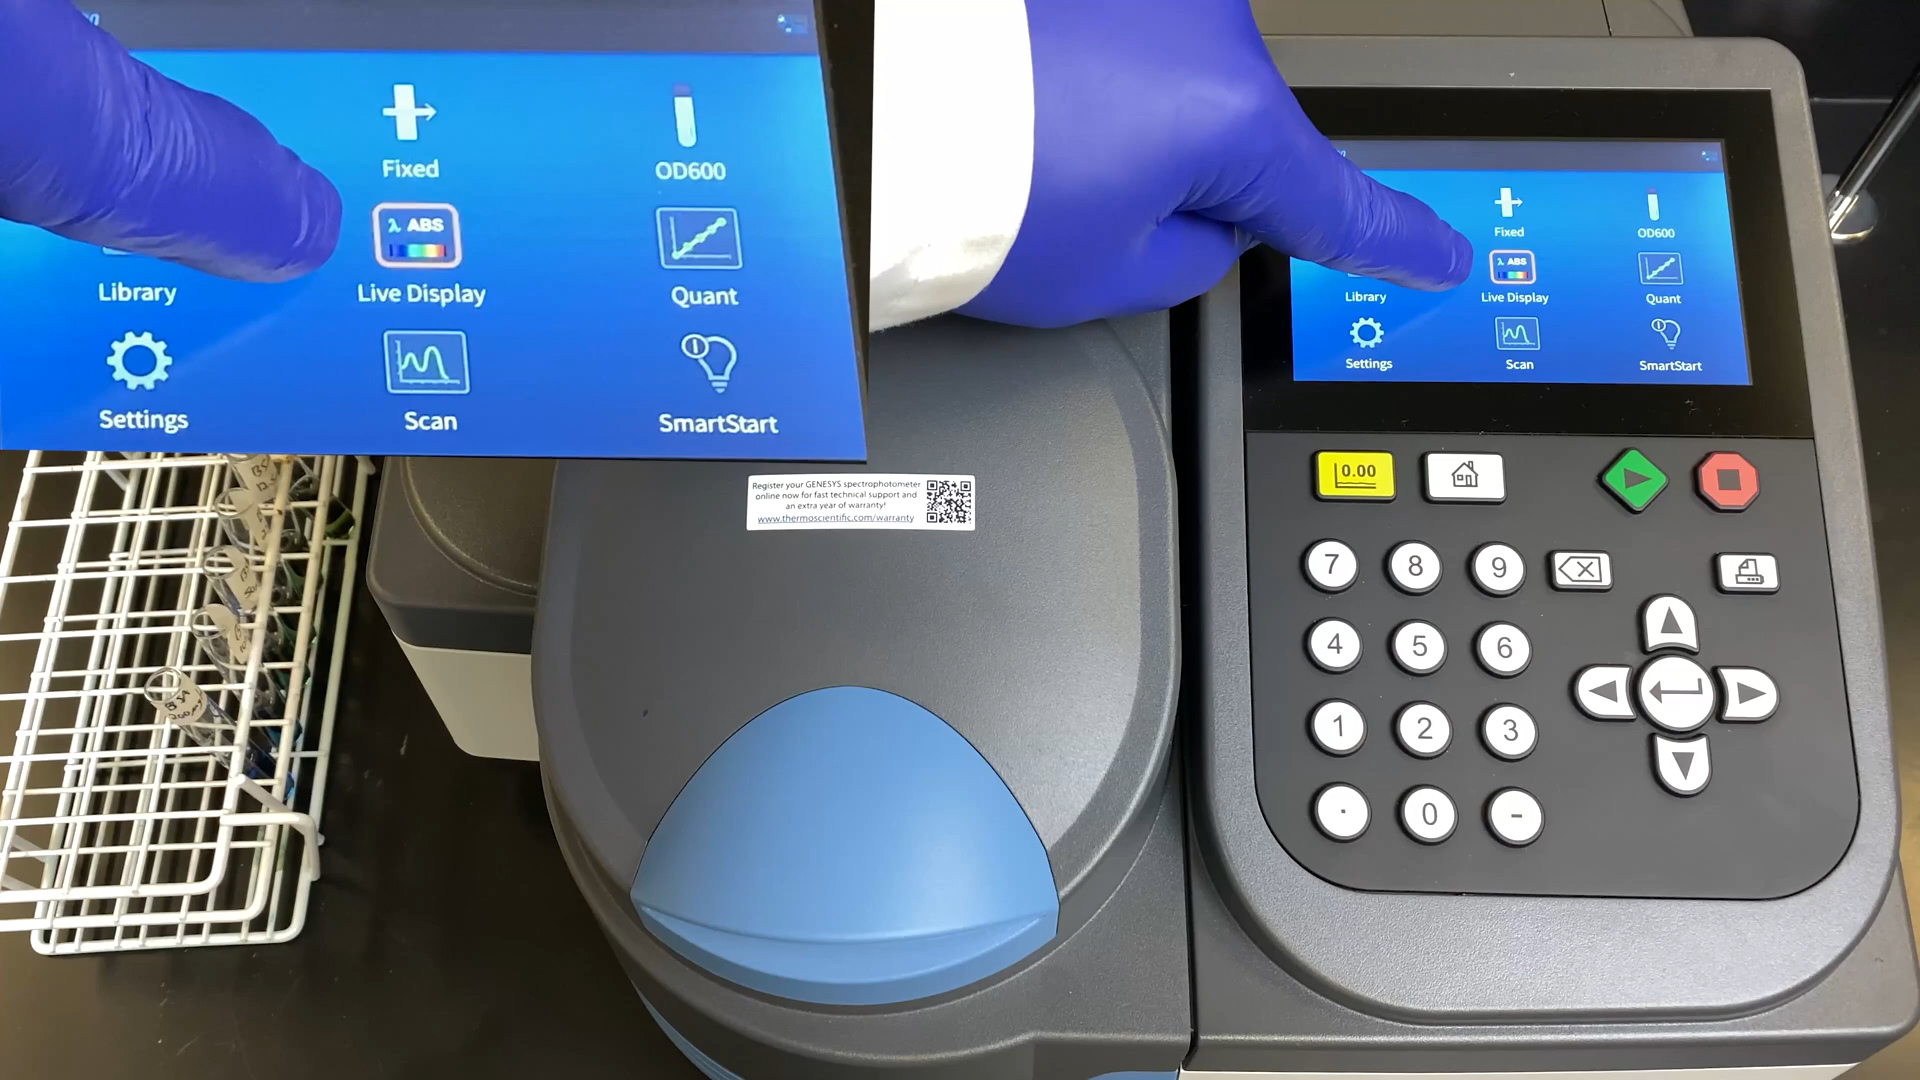 Fixed
OD600
λ ABS
Library
Live Display
Quant
Settings
Scan
SmartStart
Register your GENESYS spectrophotometer
online now for fast technical support and
an extra year of warranty!
www.thermoscientific.com/warranty
Fixed
OD600
λ ABS
Library
Live Display
Quant
Settings
Scan
SmartStart
0.00
7 8 9
4 5 6
1 2 3
. 0 -